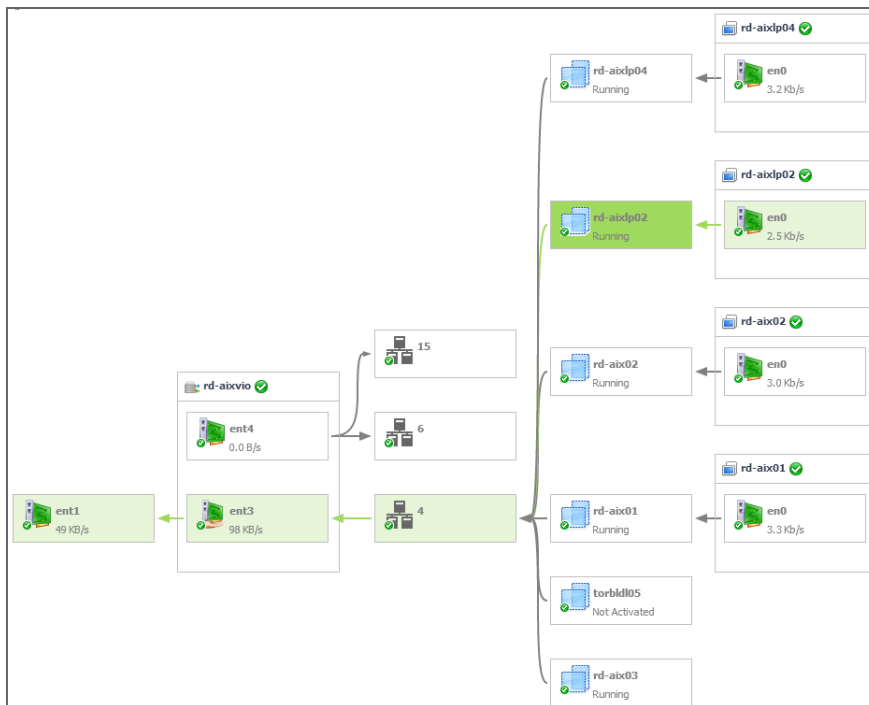 rd-aixlp04
en0
3.2 Kb/s
rd-aixlp04
Running
rd-aixlp02
en0
2.5 Kb/s
rd-aixlp02
Running
rd-aix02
en0
3.0 Kb/s
rd-aix02
Running
15
rd-aixvio
ent4
0.0 B/s
6
rd-aix01
en0
3.3 Kb/s
rd-aix01
Running
4
ent3
98 KB/s
ent1
49 KB/s
torbldl05
Not Activated
rd-aix03
Running